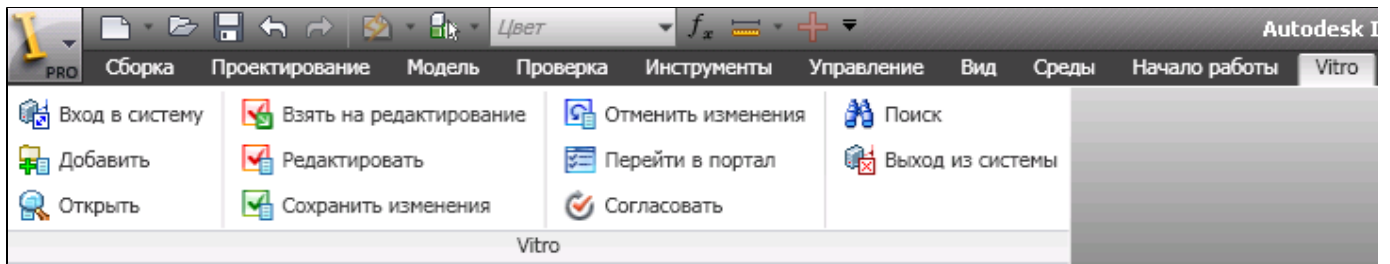 Цвет fx Autodesk I
PRO Сборка Проектирование Модель Проверка Инструменты Управление Вид Среды Начало работы Vitro
Вход в систему Взять на редактирование Отменить изменения Поиск
Добавить Редактировать Перейти в портал Выход из системы
Открыть Сохранить изменения Согласовать
Vitro